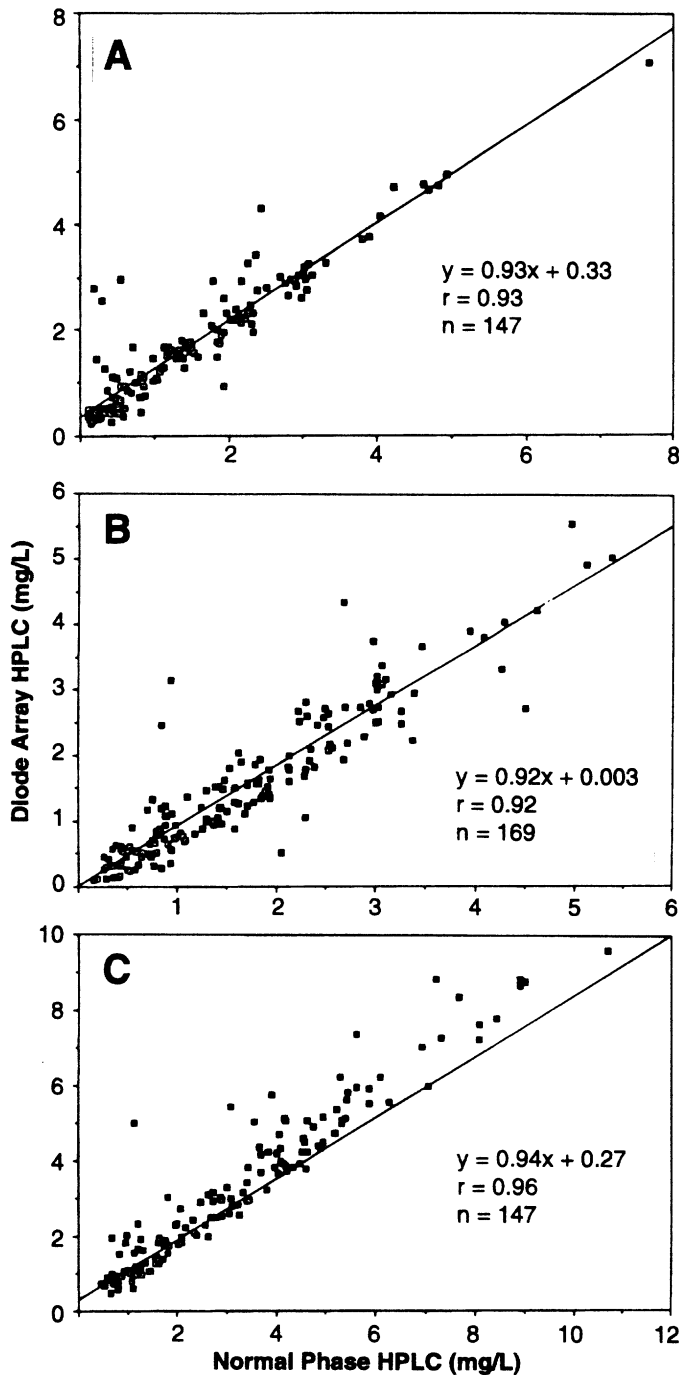 8
A
6
4
y = 0.93x + 0.33
r = 0.93
n = 147
2
0
2 4 6 8
6
B
5
4
3
2
y = 0.92x + 0.003
r = 0.92
n = 169
1
0
1 2 3 4 5 6
Diode Array HPLC (mg/L)
10
C
8
6
4
y = 0.94x + 0.27
r = 0.96
n = 147
2
0
2 4 6 8 10 12
Normal Phase HPLC (mg/L)